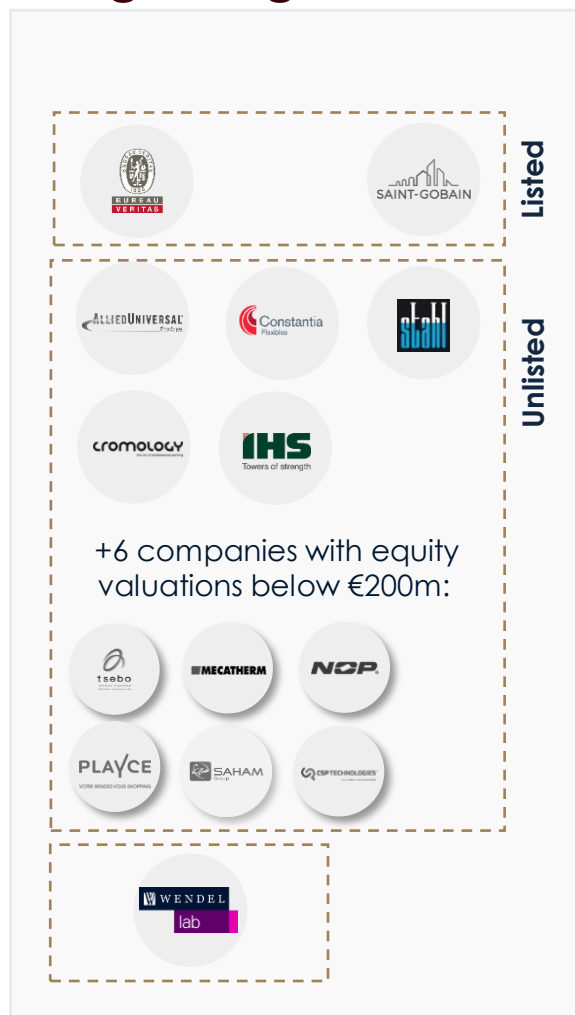 BUREAU
VERITAS
SAINT-GOBAIN
Listed
ALLIEDUNIVERSAL
Constantia
Flexibles
stahl
Unlisted
CROMOLOGY
IHS
Towers of strength
+6 companies with equity
valuations below €200m:
tsebo
MECATHERM
NOP
PLAYCE
VOTRE RENDEZ-VOUS SHOPPING
SAHAM
Group
CSP TECHNOLOGIES
W WENDEL
lab